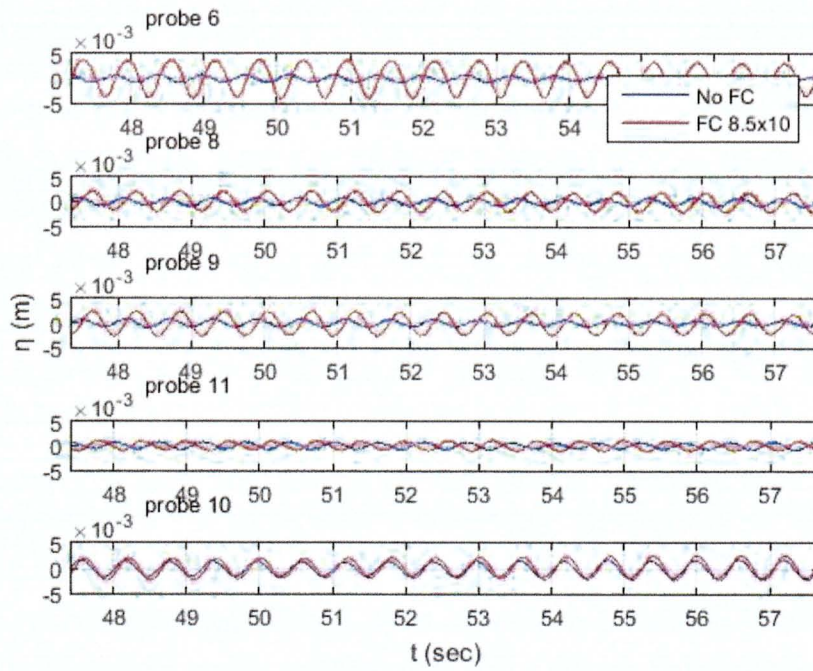 probe 6
× 10⁻³
5
0
-5
48 49 50 51 52 53 54
No FC
FC 8.5x10
probe 8
× 10⁻³
5
0
-5
48 49 50 51 52 53 54 55 56 57
probe 9
× 10⁻³
5
0
-5
48 49 50 51 52 53 54 55 56 57
η (m)
probe 11
× 10⁻³
5
0
-5
48 49 50 51 52 53 54 55 56 57
probe 10
× 10⁻³
5
0
-5
48 49 50 51 52 53 54 55 56 57
t (sec)